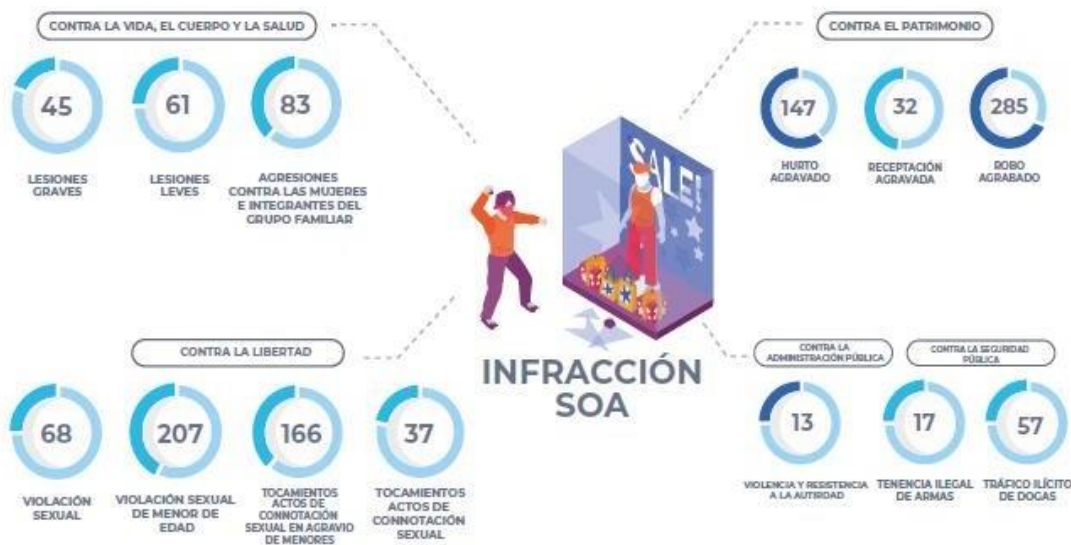 CONTRA LA VIDA, EL CUERPO Y LA SALUD
45
LESIONES
GRAVES
61
LESIONES
LEVES
83
AGRESIONES
CONTRA LAS MUJERES
E INTEGRANTES DEL
GRUPO FAMILIAR
CONTRA EL PATRIMONIO
147
HURTO
AGRAVADO
32
RECEPTACIÓN
AGRAVADA
285
ROBO
AGRABADO
SALE!
INFRACCIÓN
SOA
CONTRA LA LIBERTAD
68
VIOLACIÓN
SEXUAL
207
VIOLACIÓN SEXUAL
DE MENOR DE
EDAD
166
TOCAMIENTOS
ACTOS DE
CONNOTACIÓN
SEXUAL EN AGRAVIO
DE MENORES
37
TOCAMIENTOS
ACTOS DE
CONNOTACIÓN
SEXUAL
CONTRA LA
ADMINISTRACIÓN PÚBLICA
13
VIOLENCIA Y RESISTENCIA
A LA AUTIRDAD
CONTRA LA SEGURIDAD
PÚBLICA
17
TENENCIA ILEGAL
DE ARMAS
57
TRÁFICO ILÍCITO
DE DOGAS